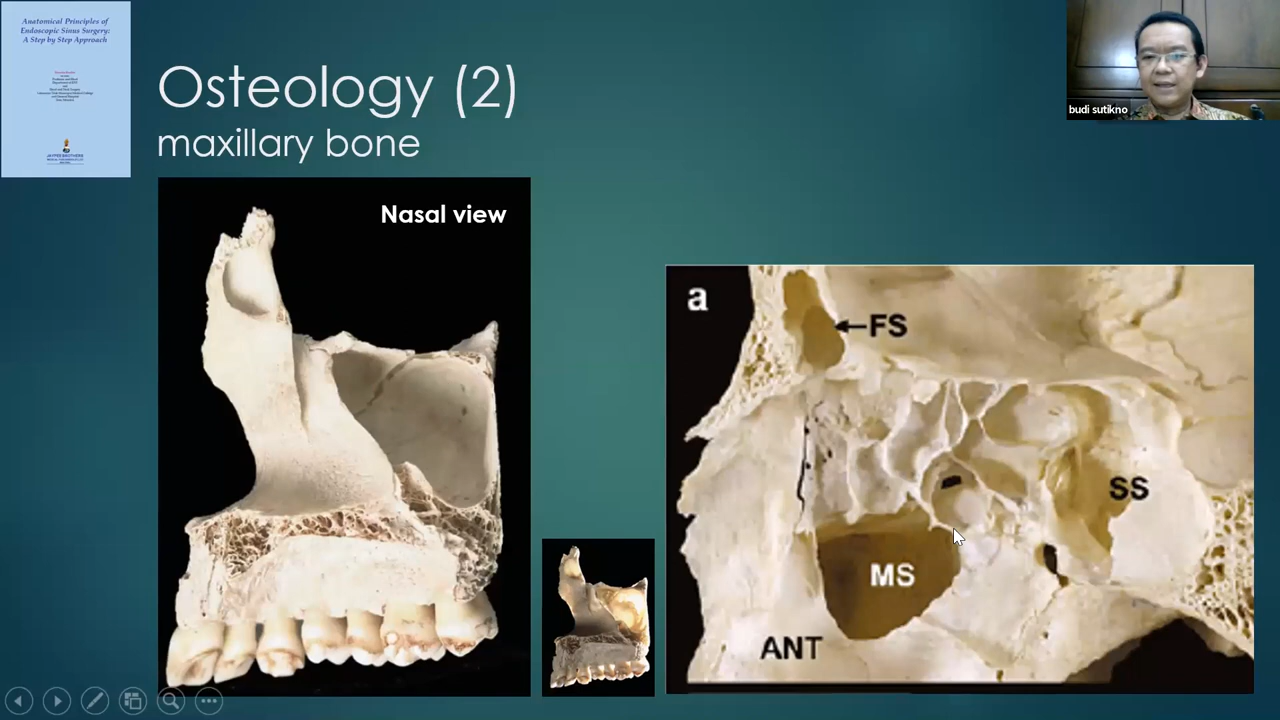 Anatomical Principles of
Endoscopic Sinus Surgery:
A Step by Step Approach
JAYPEE BROTHERS
Osteology (2)
maxillary bone
Nasal view
budi sutikno
a
FS
SS
MS
ANT